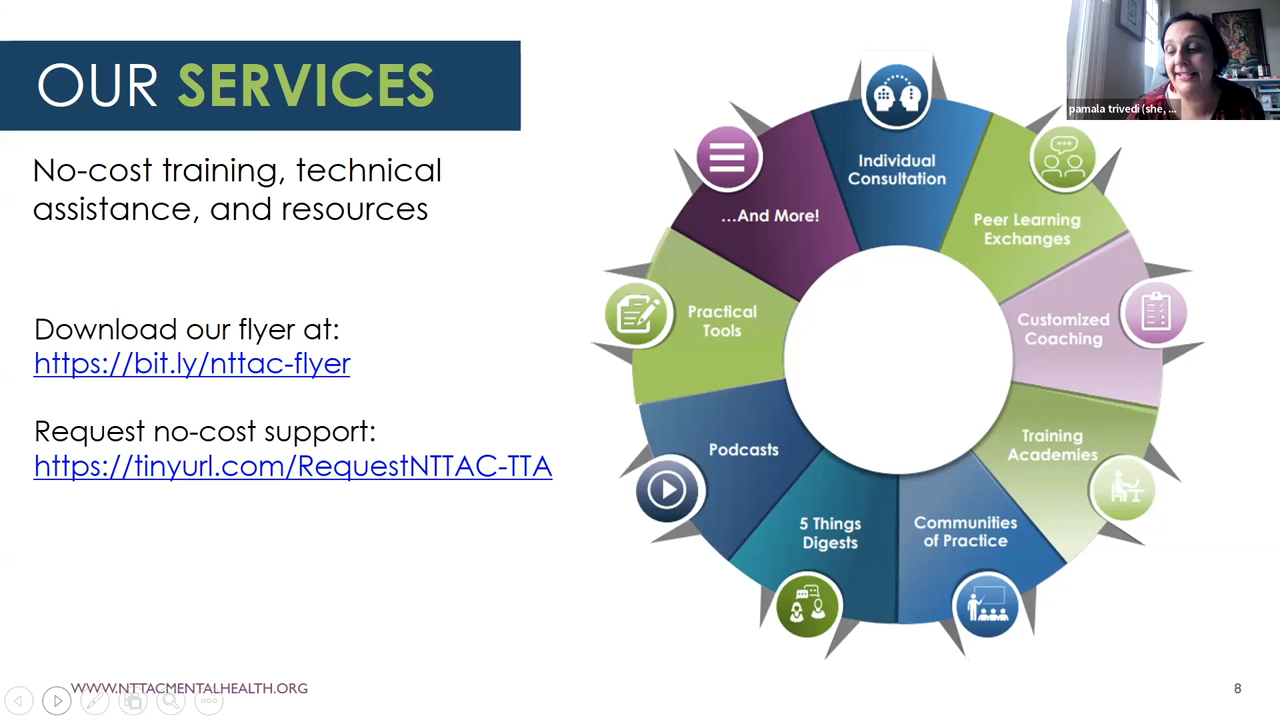 OUR SERVICES
No-cost training, technical
assistance, and resources
Download our flyer at:
https://bit.ly/nttac-flyer
Request no-cost support:
https://tinyurl.com/RequestNTTAC-TTA
Individual
Consultation
Peer Learning
Exchanges
Customized
Coaching
Training
Academies
Communities
of Practice
5 Things
Digests
Podcasts
Practical
Tools
...And More!
pamala trivedi (she, ...
WWW.NTTACMENTALHEALTH.ORG
8